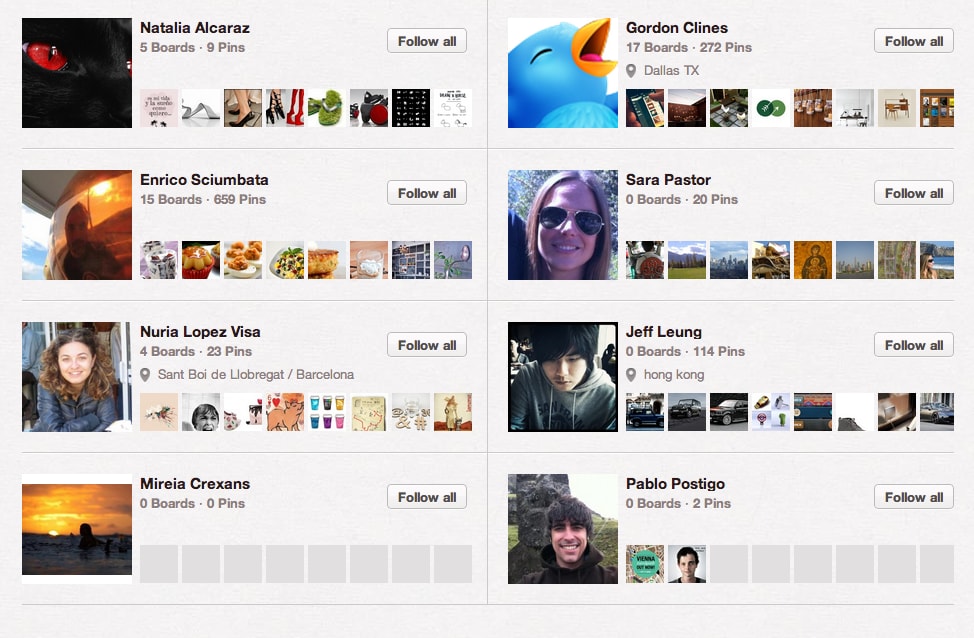 Natalia Alcaraz
5 Boards · 9 Pins
Follow all
Gordon Clines
17 Boards · 272 Pins
Follow all
Dallas TX
Enrico Sciumbata
15 Boards · 659 Pins
Follow all
Sara Pastor
0 Boards · 20 Pins
Follow all
Nuria Lopez Visa
4 Boards · 23 Pins
Follow all
Sant Boi de Llobregat / Barcelona
Jeff Leung
0 Boards · 114 Pins
Follow all
hong kong
Mireia Crexans
0 Boards · 0 Pins
Follow all
Pablo Postigo
0 Boards · 2 Pins
Follow all
VIENNA
OUT NOW!